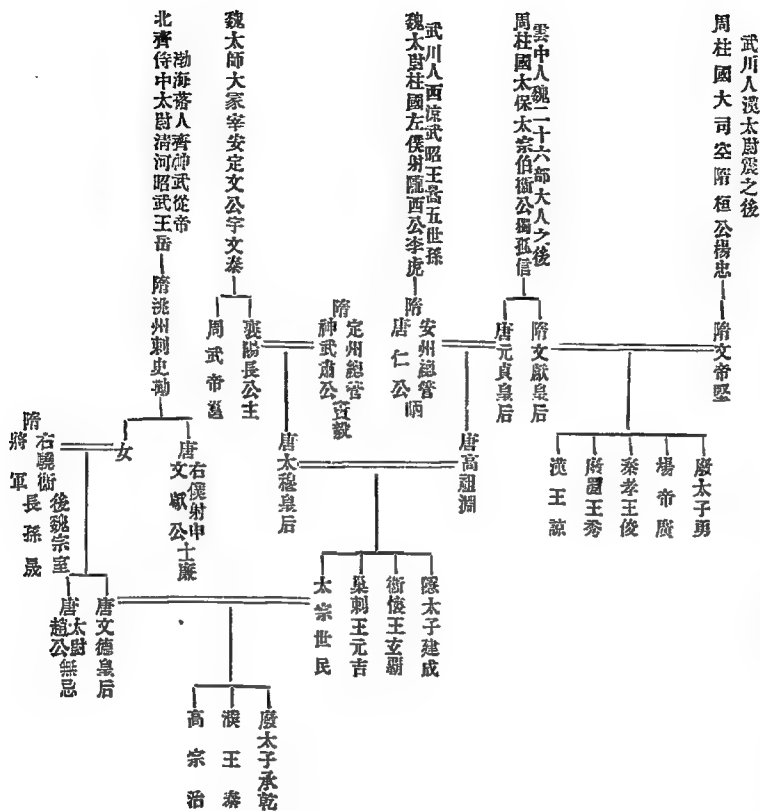 武川人漢太尉震之後
周柱國大司空隋桓公楊忠
隋文帝堅
廢太子勇
煬帝廣
秦孝王俊
廢蜀王秀
漢王諒
雲中人魏二十六部大人之後
周柱國太保太宗伯衞公獨孤信
隋文獻皇后
唐元貞皇后
武川人西涼武昭王暠五世孫
魏太尉柱國左僕射隴西公李虎
隋安州總管
唐仁公昞
唐高祖淵
隱太子建成
衞懷王玄霸
巢剌王元吉
太宗世民
魏太師大冢宰安定文公宇文泰
襄陽長公主
周武帝邕
隋定州總管
神武肅公竇毅
唐太穆皇后
渤海蓨人齊神武從帝
北齊侍中太尉清河昭武王岳
隋洮州刺史勱
唐右僕射申
文獻公士廉
女
隋右驍衞
將軍
後魏宗室
長孫晟
唐文德皇后
唐太尉
趙公無忌
廢太子承乾
濮王泰
高宗治